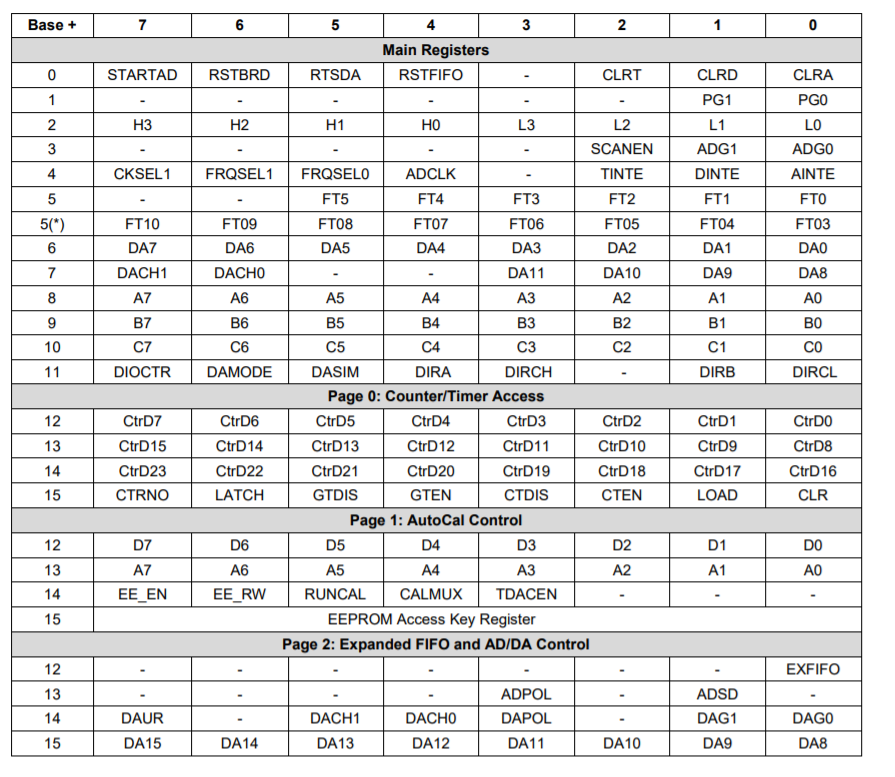 Base + 7 6 5 4 3 2 1 0
Main Registers
0 STARTAD RSTBRD RTSDA RSTFIFO - CLRT CLRD CLRA
1 - - - - - - PG1 PG0
2 H3 H2 H1 H0 L3 L2 L1 L0
3 - - - - - SCANEN ADG1 ADG0
4 CKSEL1 FRQSEL1 FRQSEL0 ADCLK - TINTE DINTE AINTE
5 - - FT5 FT4 FT3 FT2 FT1 FT0
5(*) FT10 FT09 FT08 FT07 FT06 FT05 FT04 FT03
6 DA7 DA6 DA5 DA4 DA3 DA2 DA1 DA0
7 DACH1 DACH0 - - DA11 DA10 DA9 DA8
8 A7 A6 A5 A4 A3 A2 A1 A0
9 B7 B6 B5 B4 B3 B2 B1 B0
10 C7 C6 C5 C4 C3 C2 C1 C0
11 DIOCTR DAMODE DASIM DIRA DIRCH - DIRB DIRCL
Page 0: Counter/Timer Access
12 CtrD7 CtrD6 CtrD5 CtrD4 CtrD3 CtrD2 CtrD1 CtrD0
13 CtrD15 CtrD14 CtrD13 CtrD12 CtrD11 CtrD10 CtrD9 CtrD8
14 CtrD23 CtrD22 CtrD21 CtrD20 CtrD19 CtrD18 CtrD17 CtrD16
15 CTRNO LATCH GTDIS GTEN CTDIS CTEN LOAD CLR
Page 1: AutoCal Control
12 D7 D6 D5 D4 D3 D2 D1 D0
13 A7 A6 A5 A4 A3 A2 A1 A0
14 EE_EN EE_RW RUNCAL CALMUX TDACEN - - -
15 EEPROM Access Key Register
Page 2: Expanded FIFO and AD/DA Control
12 - - - - - - - EXFIFO
13 - - - - ADPOL - ADSD -
14 DAUR - DACH1 DACH0 DAPOL - DAG1 DAG0
15 DA15 DA14 DA13 DA12 DA11 DA10 DA9 DA8